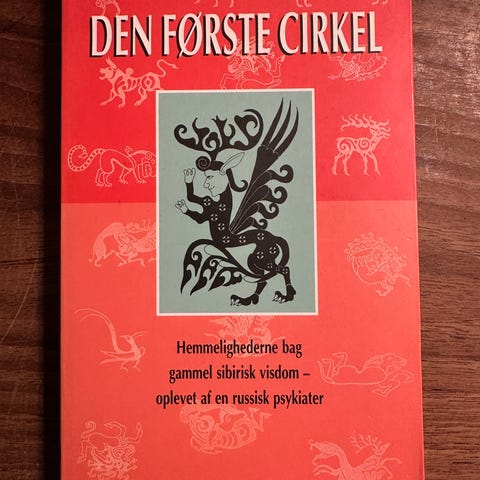 DEN FØRSTE CIRKEL
Hemmelighederne bag
gammel sibirisk visdom –
oplevet af en russisk psykiater